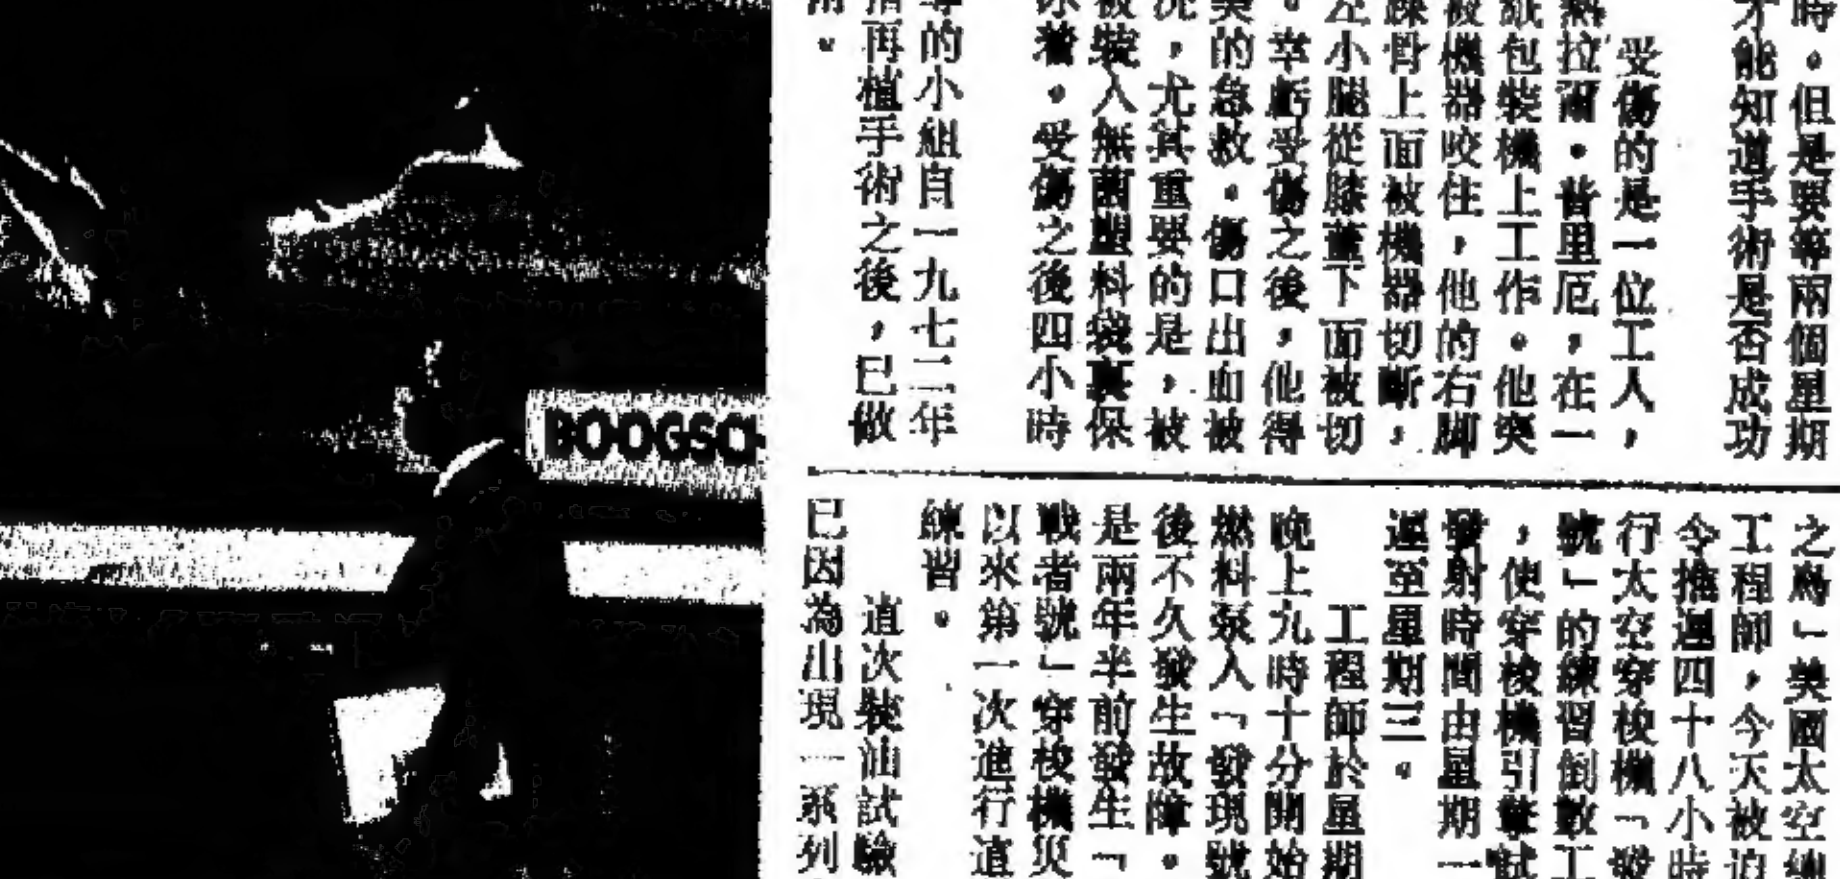 時。但是要等兩個星期
才能知道手術是否成功
受傷的是一位工人,
熱拉爾·普里厄,在一
紙包裝機上工作。他突
被機器咬住,他的右脚
踝骨上面被機器切斷,
左小腿從膝蓋下面被切
。幸虧受傷之後,他得
美的急救。傷口出血被
況,尤其重要的是,被
被裝入無菌塑料袋裏保
冰着。受傷之後四小時
的小組自一九七二年
指再植手術之後,已做
。
BOOGSCH
之鳥」美國太空
工程師,今天被迫
令推遲四十八小時
行太空穿梭機「發
號」的練習倒數工
,使穿梭機引擎試
發射時間由星期一
遲至星期三。
工程師於星期
晚上九時十分開始
燃料泵入「發現號
後不久發生故障。
是兩年半前發生「
戰者號」穿梭機災
以來第一次進行這
練習。
這次裝油試驗
已因為出現一系列